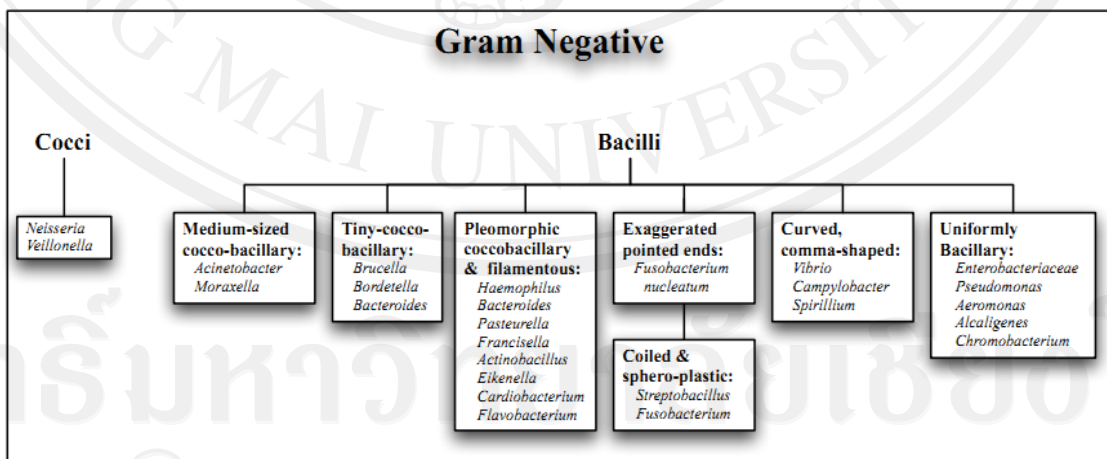 Gram Negative
Cocci
Neisseria
Veillonella
Bacilli
Medium-sized
cocco-bacillary:
Acinetobacter
Moraxella
Tiny-cocco-
bacillary:
Brucella
Bordetella
Bacteroides
Pleomorphic
coccobacillary
& filamentous:
Haemophilus
Bacteroides
Pasteurella
Francisella
Actinobacillus
Eikenella
Cardiobacterium
Flavobacterium
Exaggerated
pointed ends:
Fusobacterium
nucleatum
Coiled &
sphero-plastic:
Streptobacillus
Fusobacterium
Curved,
comma-shaped:
Vibrio
Campylobacter
Spirillium
Uniformly
Bacillary:
Enterobacteriaceae
Pseudomonas
Aeromonas
Alcaligenes
Chromobacterium
G MAI UNIVERSIT